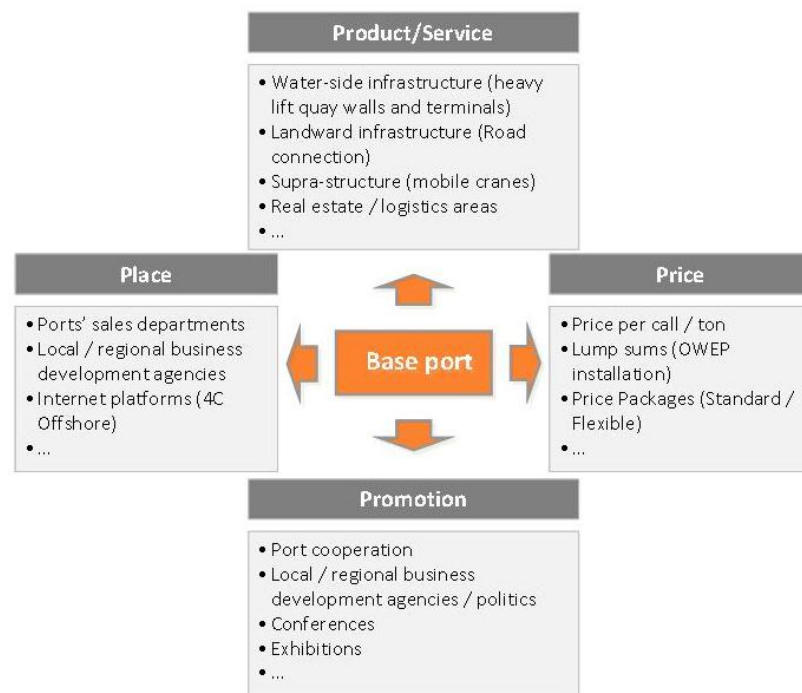 Product/Service
• Water-side infrastructure (heavy
lift quay walls and terminals)
• Landward infrastructure (Road
connection)
• Supra-structure (mobile cranes)
• Real estate / logistics areas
• ...
Place
• Ports' sales departments
• Local / regional business
development agencies
• Internet platforms (4C
Offshore)
• ...
Base port
Price
• Price per call / ton
• Lump sums (OWEP
installation)
• Price Packages (Standard /
Flexible)
• ...
Promotion
• Port cooperation
• Local / regional business
development agencies / politics
• Conferences
• Exhibitions
• ...